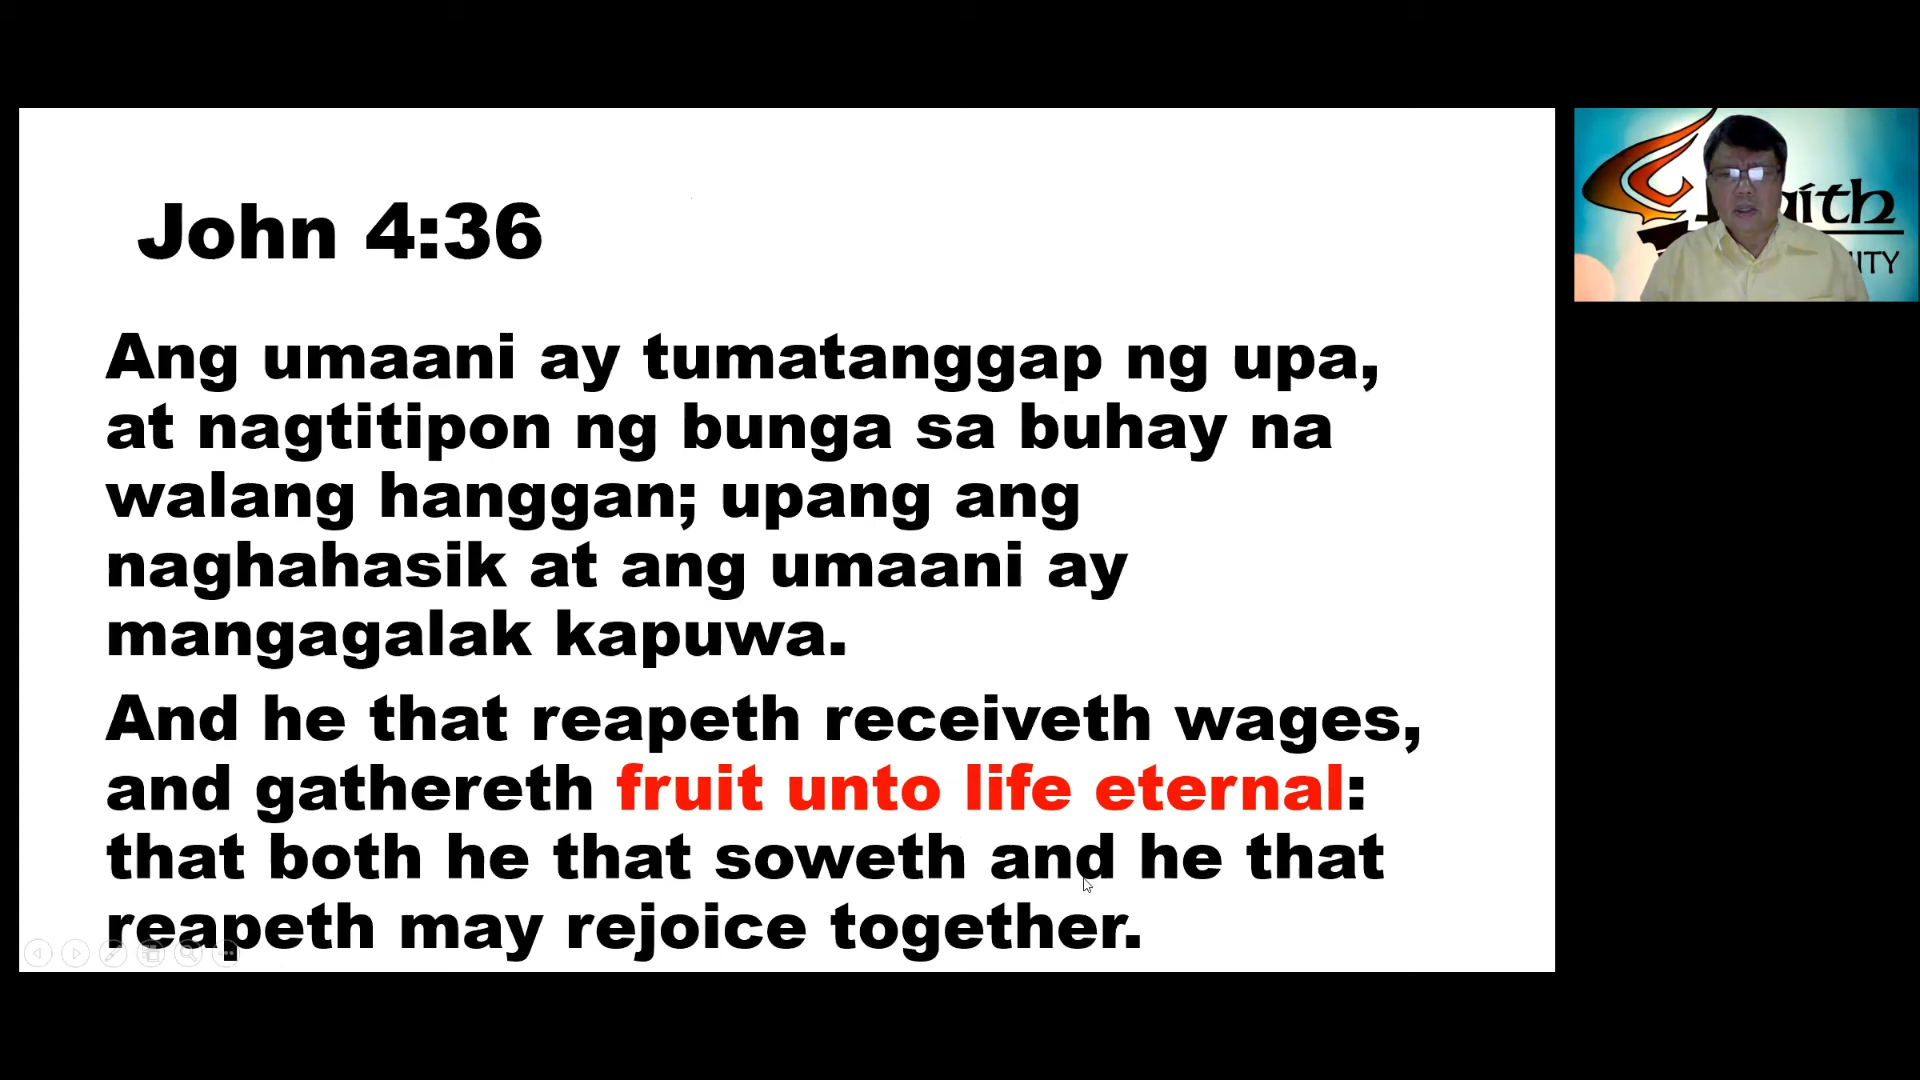 John 4:36
Ang umaani ay tumatanggap ng upa,
at nagtitipon ng bunga sa buhay na
walang hanggan; upang ang
naghahasik at ang umaani ay
mangagalak kapuwa.
And he that reapeth receiveth wages,
and gathereth fruit unto life eternal:
that both he that soweth and he that
reapeth may rejoice together.